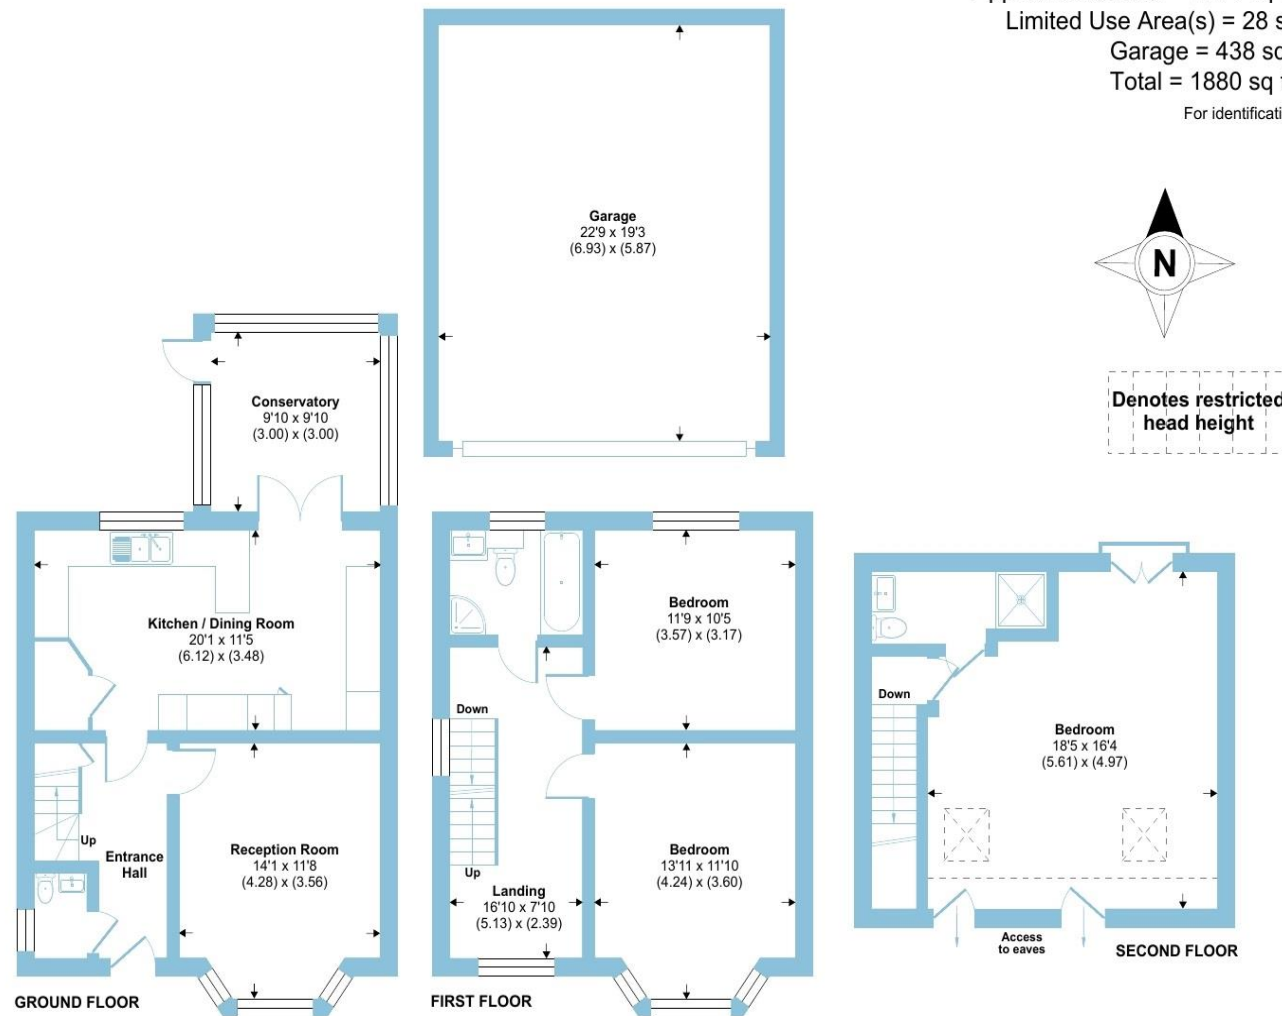 Limited Use Area(s) = 28 s
Garage = 438 sq
Total = 1880 sq
For identificati
N
Denotes restricted
head height
Garage
22'9 x 19'3
(6.93) x (5.87)
Conservatory
9'10 x 9'10
(3.00) x (3.00)
Kitchen / Dining Room
20'1 x 11'5
(6.12) x (3.48)
Up
Entrance
Hall
Reception Room
14'1 x 11'8
(4.28) x (3.56)
GROUND FLOOR
Bedroom
11'9 x 10'5
(3.57) x (3.17)
Down
Up
Landing
16'10 x 7'10
(5.13) x (2.39)
Bedroom
13'11 x 11'10
(4.24) x (3.60)
FIRST FLOOR
Down
Bedroom
18'5 x 16'4
(5.61) x (4.97)
Access
to eaves
SECOND FLOOR